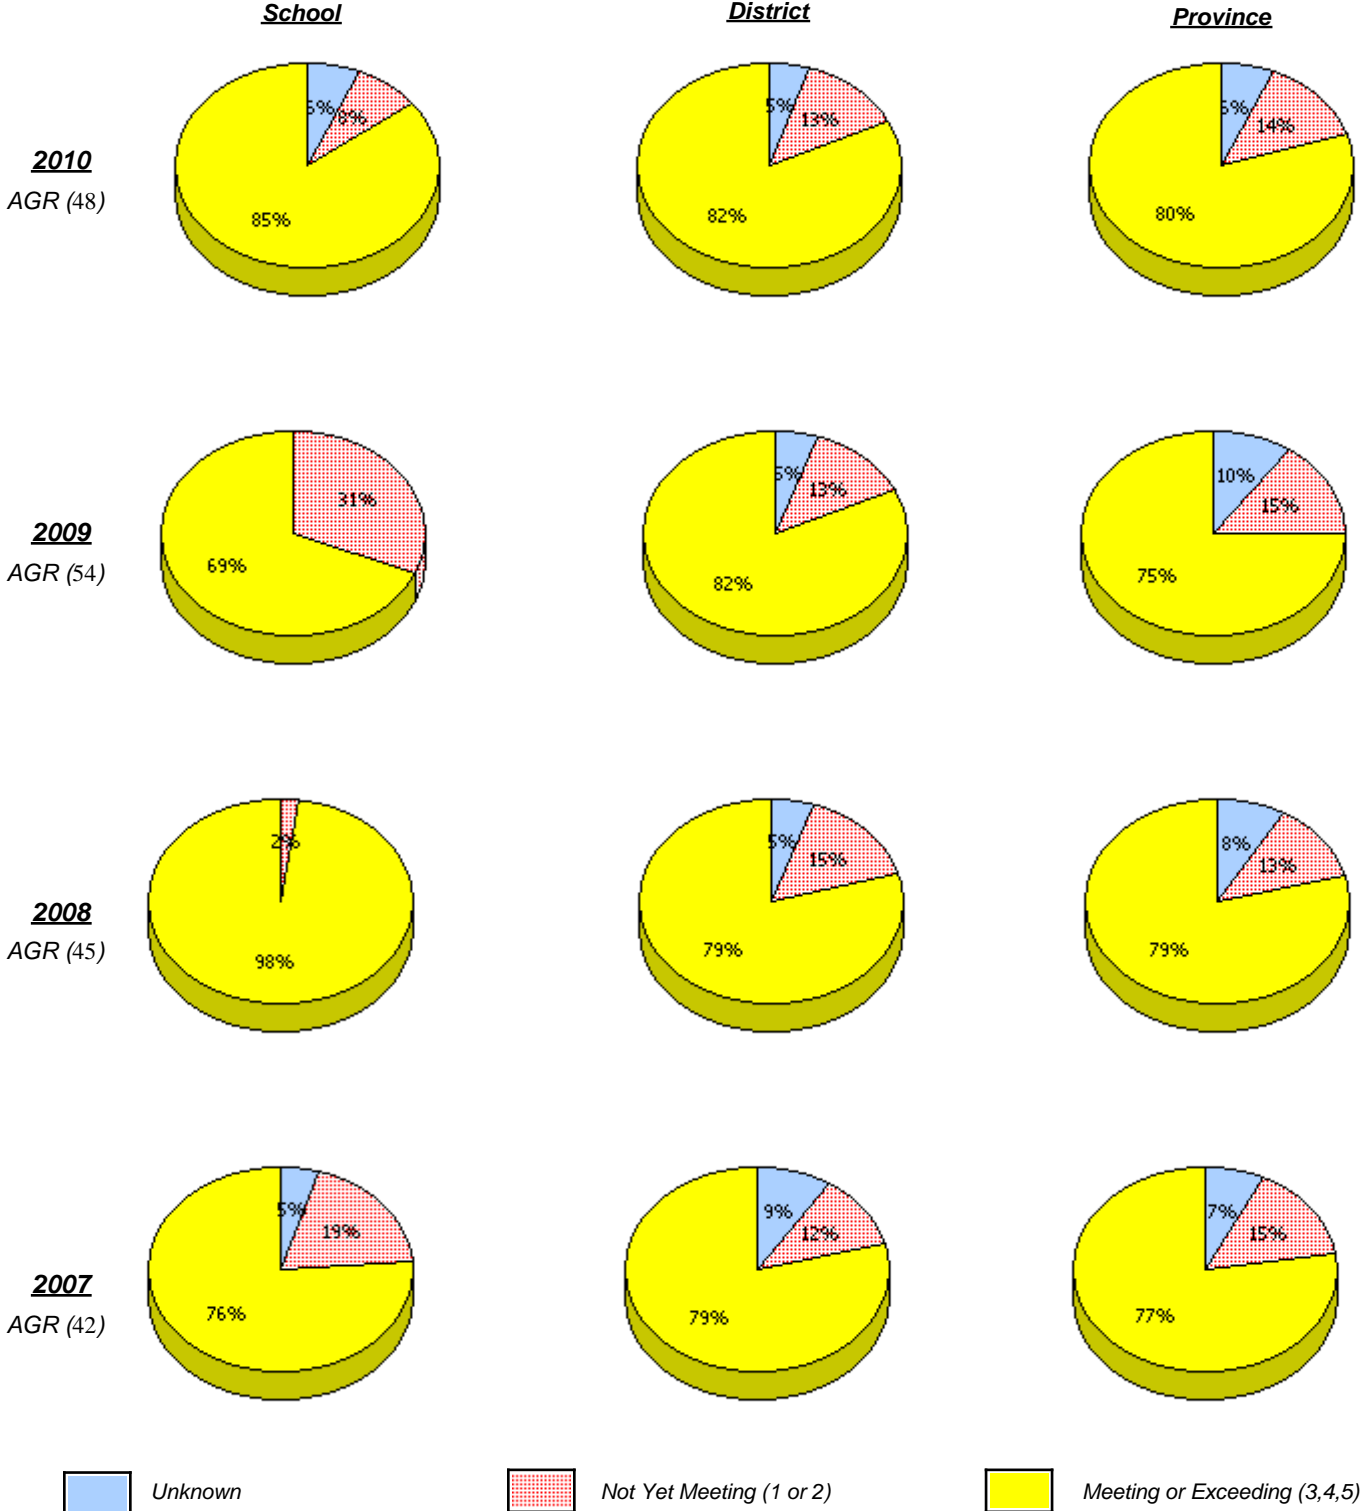 School District Province
2010
AGR (48)
6% 8% 85%
5% 13% 82%
6% 14% 80%
2009
AGR (54)
31% 69%
5% 13% 82%
10% 15% 75%
2008
AGR (45)
2% 98%
5% 15% 79%
8% 13% 79%
2007
AGR (42)
5% 19% 76%
9% 12% 79%
7% 15% 77%
Unknown Not Yet Meeting (1 or 2) Meeting or Exceeding (3,4,5)